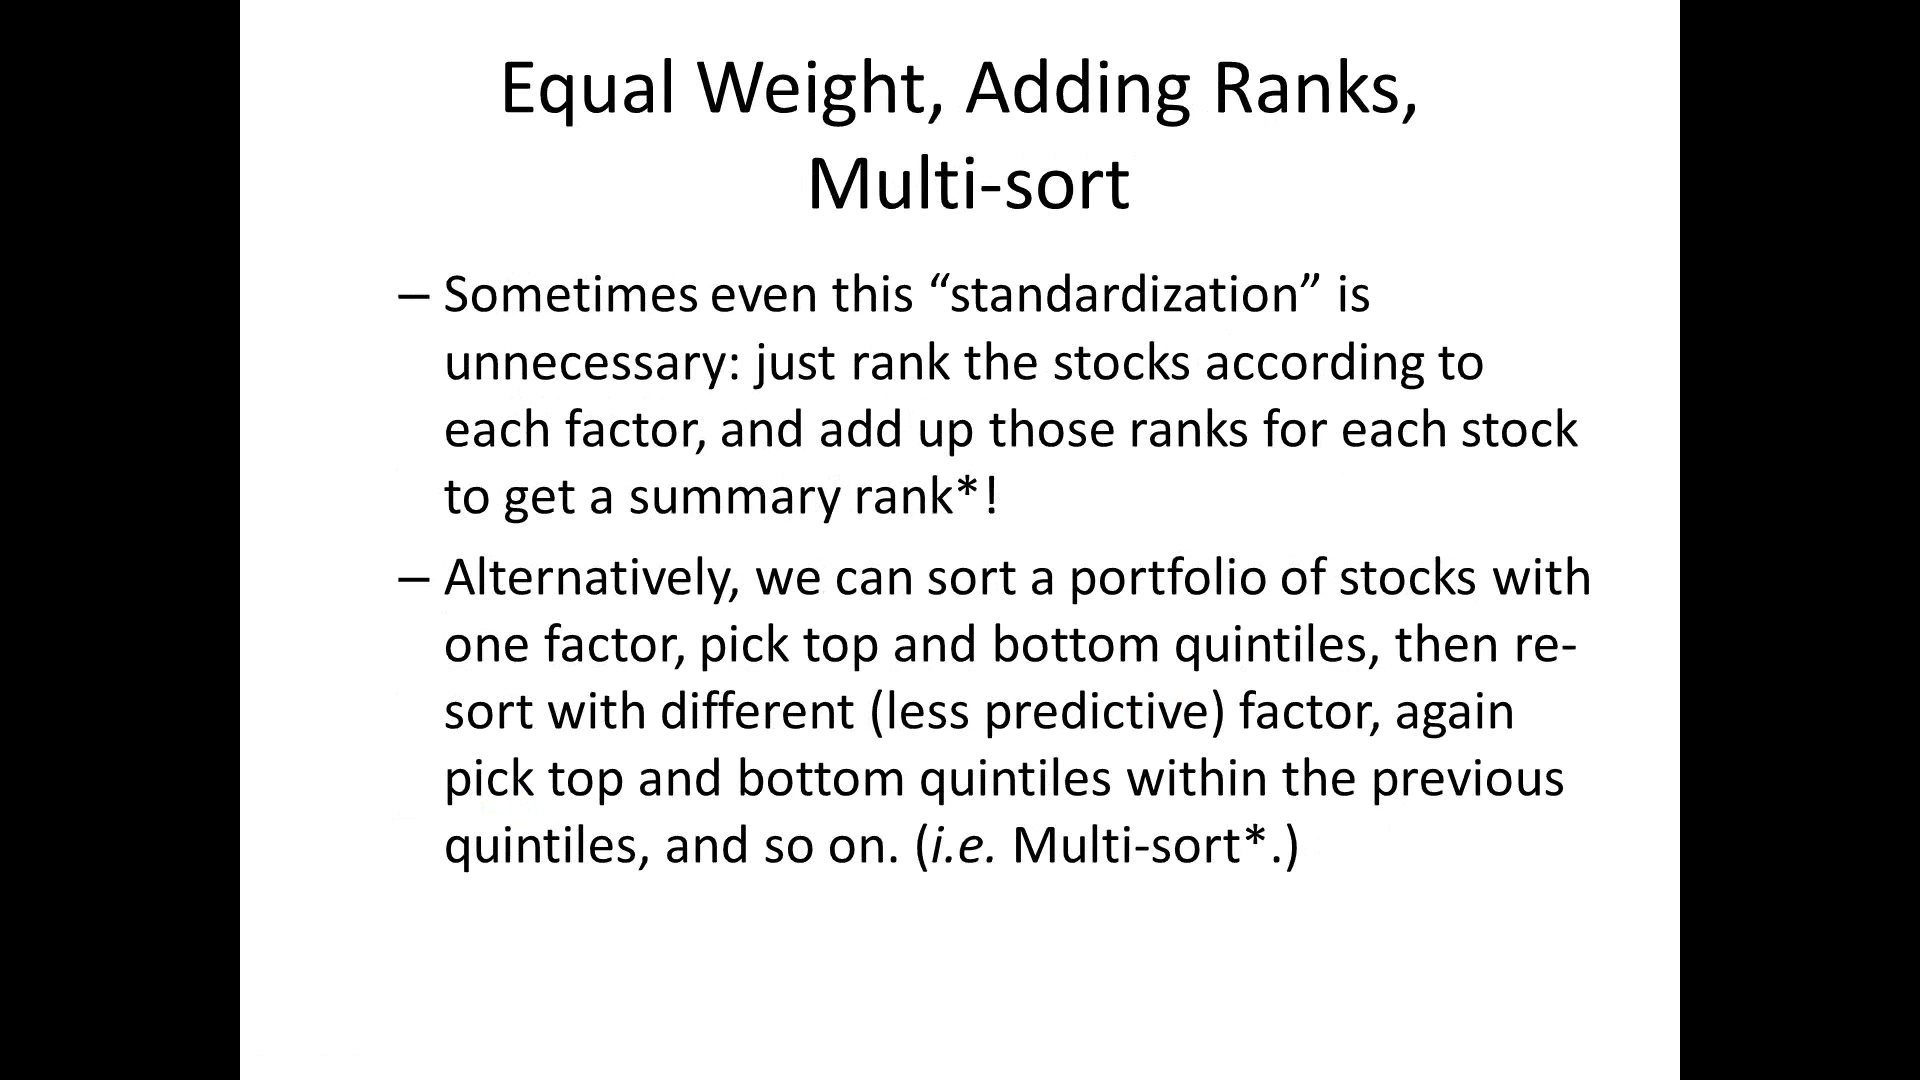 Equal Weight, Adding Ranks,
Multi-sort
– Sometimes even this “standardization” is
unnecessary: just rank the stocks according to
each factor, and add up those ranks for each stock
to get a summary rank*!
– Alternatively, we can sort a portfolio of stocks with
one factor, pick top and bottom quintiles, then re-
sort with different (less predictive) factor, again
pick top and bottom quintiles within the previous
quintiles, and so on. (i.e. Multi-sort*.)